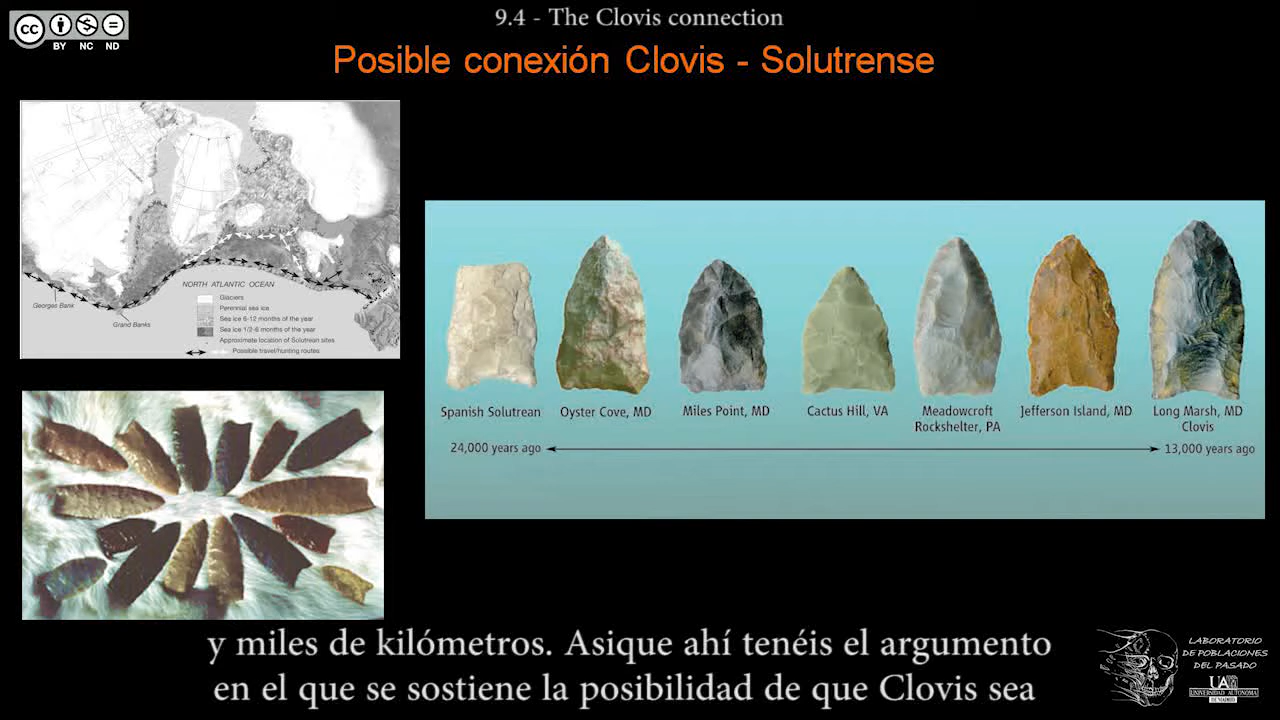 9.4 - The Clovis connection
CC
BY NC ND
Posible conexión Clovis - Solutrense
NORTH ATLANTIC OCEAN
Georges Bank
Grand Banks
Glaciers
Perennial sea ice
Sea ice 6-12 months of the year
Sea ice 1/2-6 months of the year
Approximate location of Solutrean sites
Possible travel/hunting routes
Spanish Solutrean
Oyster Cove, MD
Miles Point, MD
Cactus Hill, VA
Meadowcroft
Rockshelter, PA
Jefferson Island, MD
Long Marsh, MD
Clovis
24,000 years ago
13,000 years ago
y miles de kilómetros. Asique ahí tenéis el argumento
en el que se sostiene la posibilidad de que Clovis sea
LABORATORIO
DE POBLACIONES
DEL PASADO
UAM
UNIVERSIDAD AUTONOMA
DE MADRID